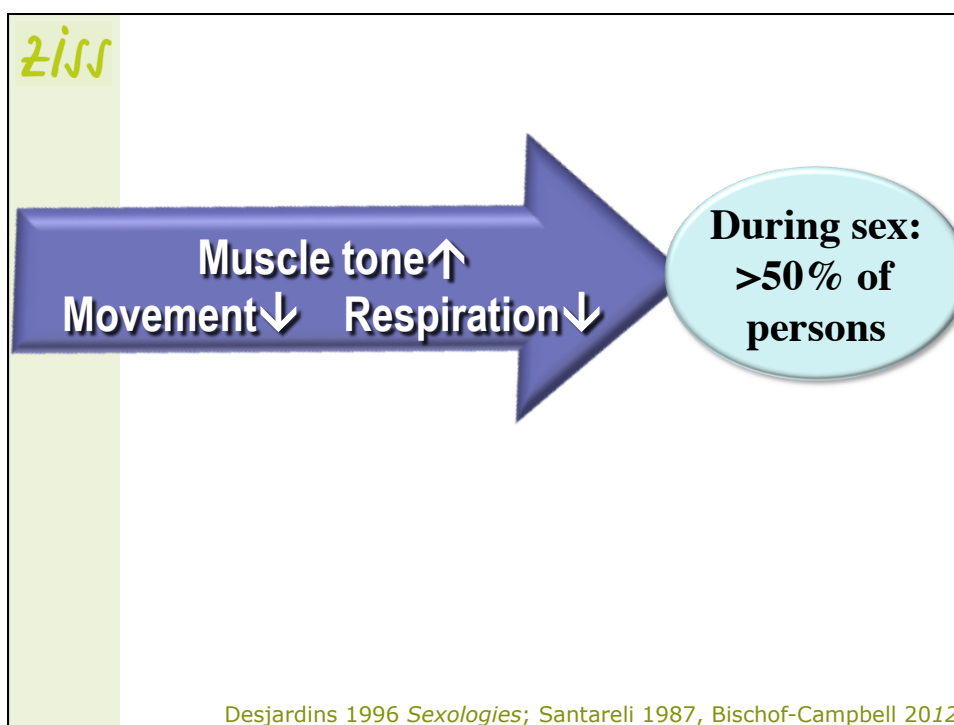 ziss
Muscle tone↑
Movement↓ Respiration↓
During sex:
>50% of
persons
Desjardins 1996 Sexologies; Santareli 1987, Bischof-Campbell 2012